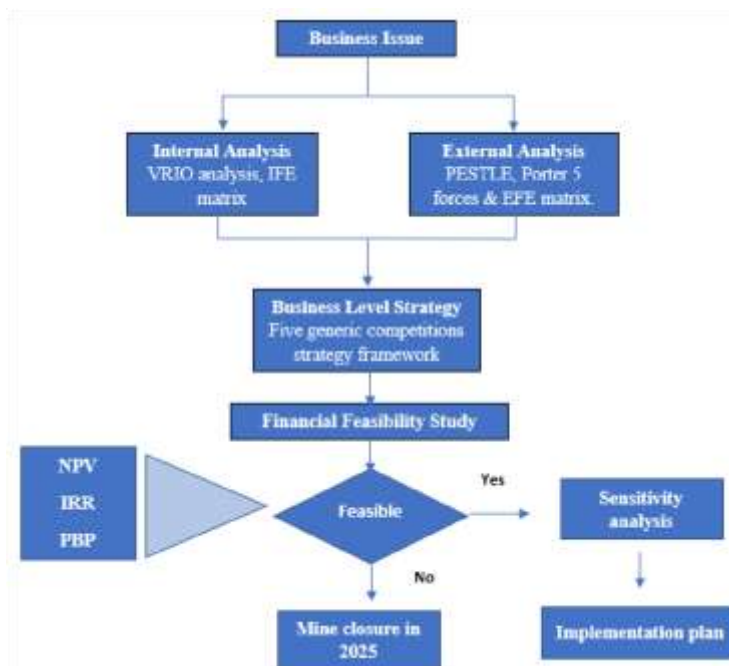 Business Issue
Internal Analysis
VRIO analysis, IFE
matrix
External Analysis
PESTLE, Porter 5
forces & EFE matrix.
Business Level Strategy
Five generic competitions
strategy framework
Financial Feasibility Study
NPV
IRR
PBP
Feasible
Yes
Sensitivity
analysis
No
Mine closure in
2025
Implementation plan